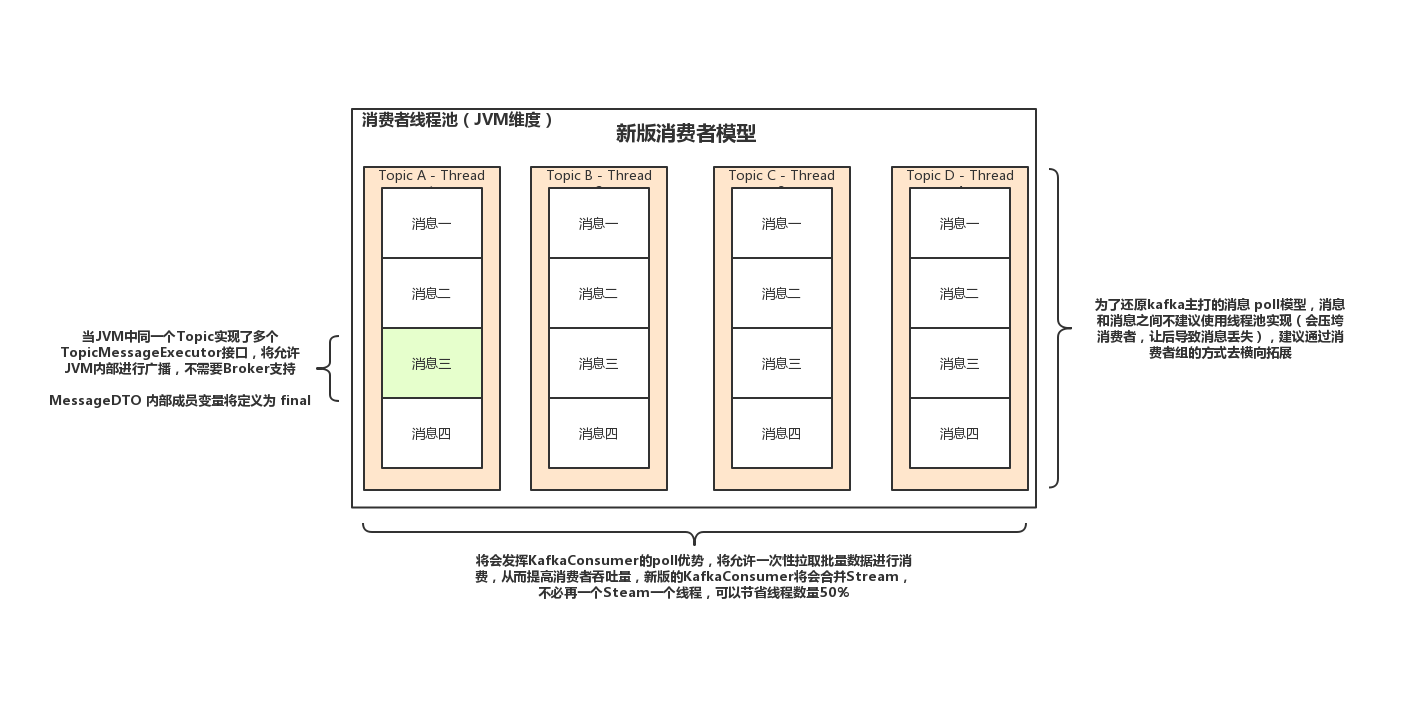 消费者线程池（JVM维度）
新版消费者模型
Topic A - Thread
Topic B - Thread
Topic C - Thread
Topic D - Thread
消息一
消息一
消息一
消息一
消息二
消息二
消息二
消息二
消息三
消息三
消息三
消息三
消息四
消息四
消息四
消息四
当JVM中同一个Topic实现了多个
TopicMessageExecutor接口，将允许
JVM内部进行广播，不需要Broker支持
MessageDTO 内部成员变量将定义为 final
为了还原kafka主打的消息 poll模型，消息
和消息之间不建议使用线程池实现（会压垮
消费者，让后导致消息丢失），建议通过消
费者组的方式去横向拓展
将会发挥KafkaConsumer的poll优势，将允许一次性拉取批量数据进行消
费，从而提高消费者吞吐量，新版的KafkaConsumer将会合并Stream，
不必再一个Steam一个线程，可以节省线程数量50%